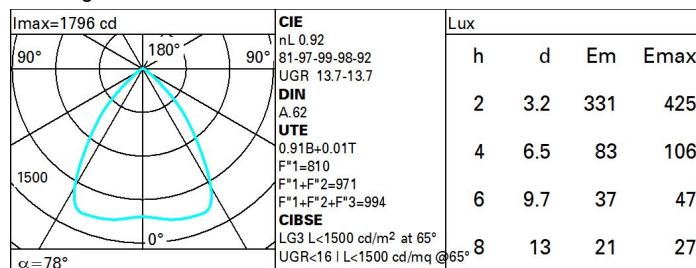 Imax=1796 cd
90°
180°
90°
1500
0°
α=78°
CIE
nL 0.92
81-97-99-98-92
UGR 13.7-13.7
DIN
A.62
UTE
0.91B+0.01T
F"1=810
F"1+F"2=971
F"1+F"2+F"3=994
CIBSE
LG3 L<1500 cd/m² at 65°
UGR<16 | L<1500 cd/mq @65°
Lux
h d Em Emax
2 3.2 331 425
4 6.5 83 106
6 9.7 37 47
8 13 21 27